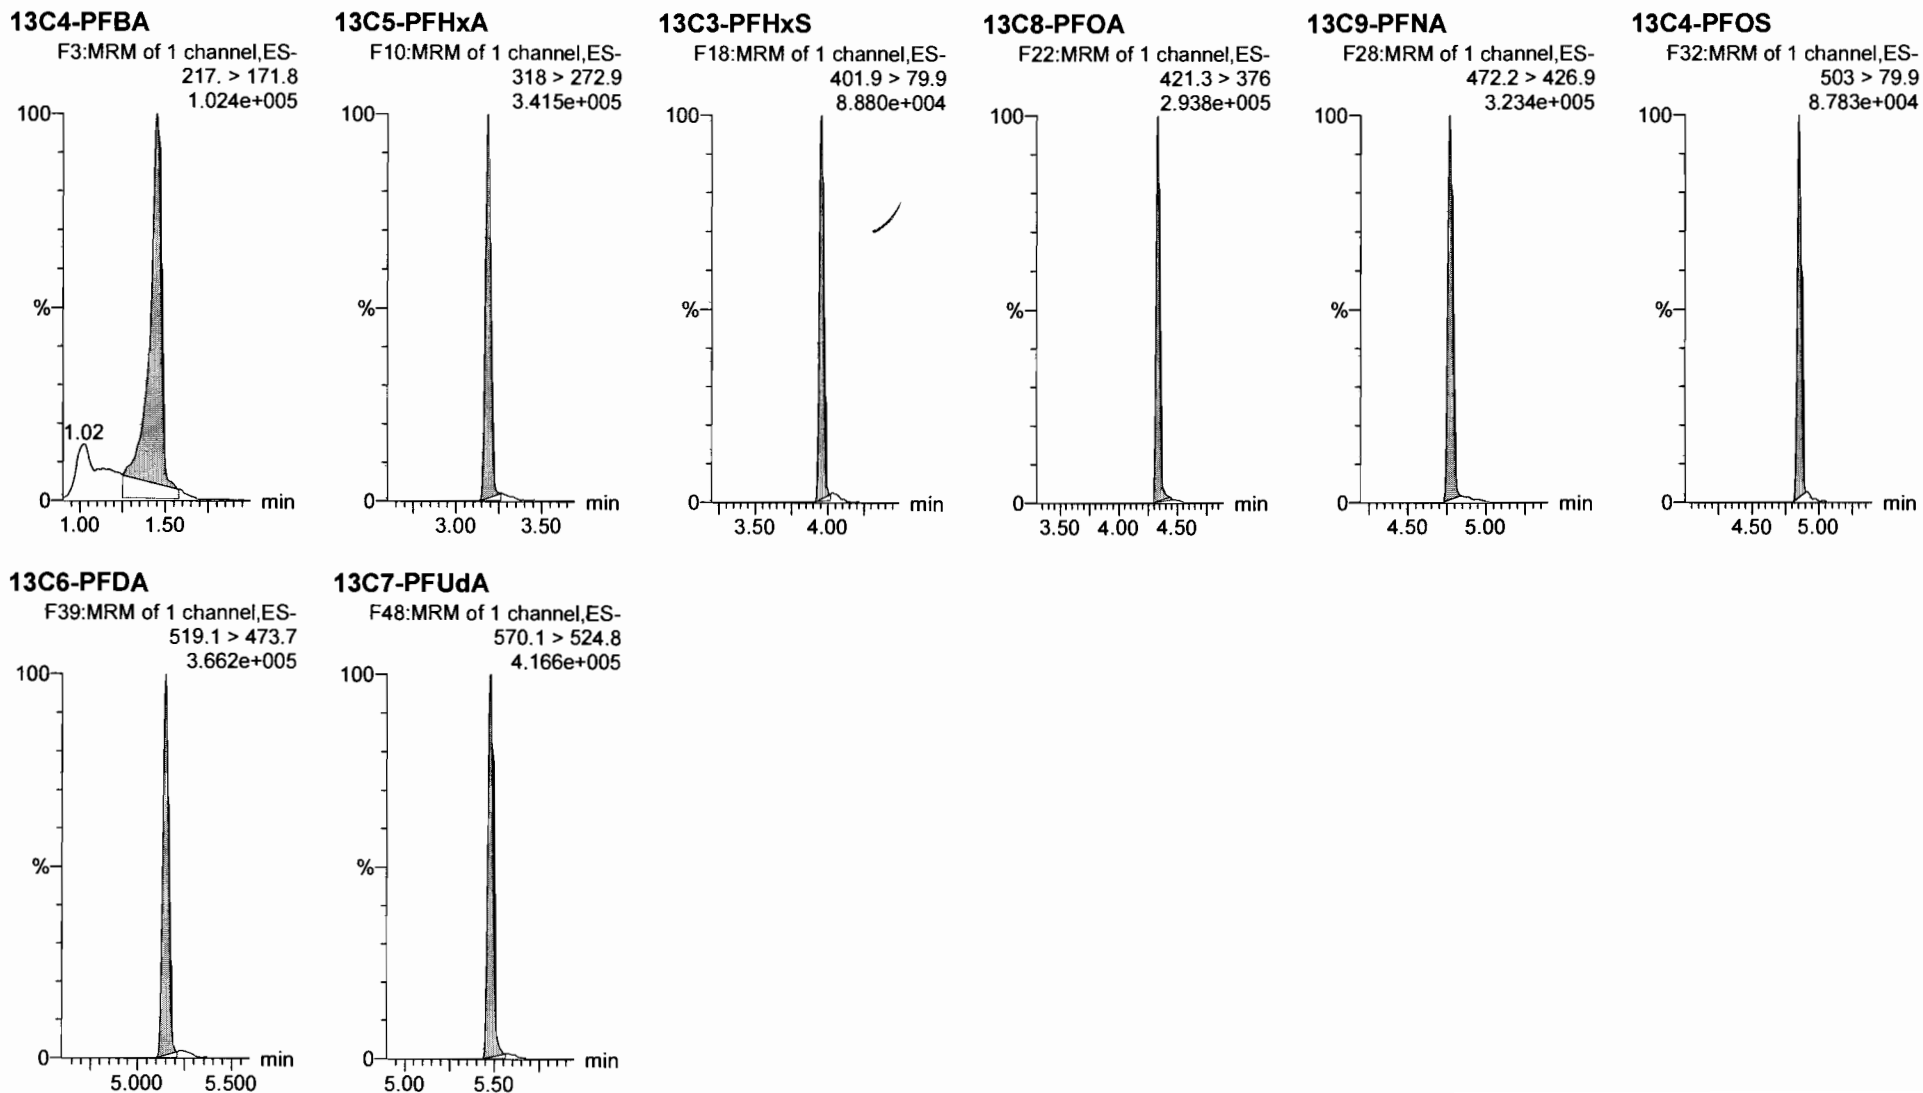 13C4-PFBA
F3:MRM of 1 channel,ES-
217. > 171.8
1.024e+005
100
%
1.02
0
min
1.00 1.50
13C5-PFHxA
F10:MRM of 1 channel,ES-
318 > 272.9
3.415e+005
100
%
0
min
3.00 3.50
13C3-PFHxS
F18:MRM of 1 channel,ES-
401.9 > 79.9
8.880e+004
100
%
0
min
3.50 4.00
13C8-PFOA
F22:MRM of 1 channel,ES-
421.3 > 376
2.938e+005
100
%
0
min
3.50 4.00 4.50
13C9-PFNA
F28:MRM of 1 channel,ES-
472.2 > 426.9
3.234e+005
100
%
0
min
4.50 5.00
13C4-PFOS
F32:MRM of 1 channel,ES-
503 > 79.9
8.783e+004
100
%
0
min
4.50 5.00
13C6-PFDA
F39:MRM of 1 channel,ES-
519.1 > 473.7
3.662e+005
100
%
0
min
5.000 5.500
13C7-PFUdA
F48:MRM of 1 channel,ES-
570.1 > 524.8
4.166e+005
100
%
0
min
5.00 5.50